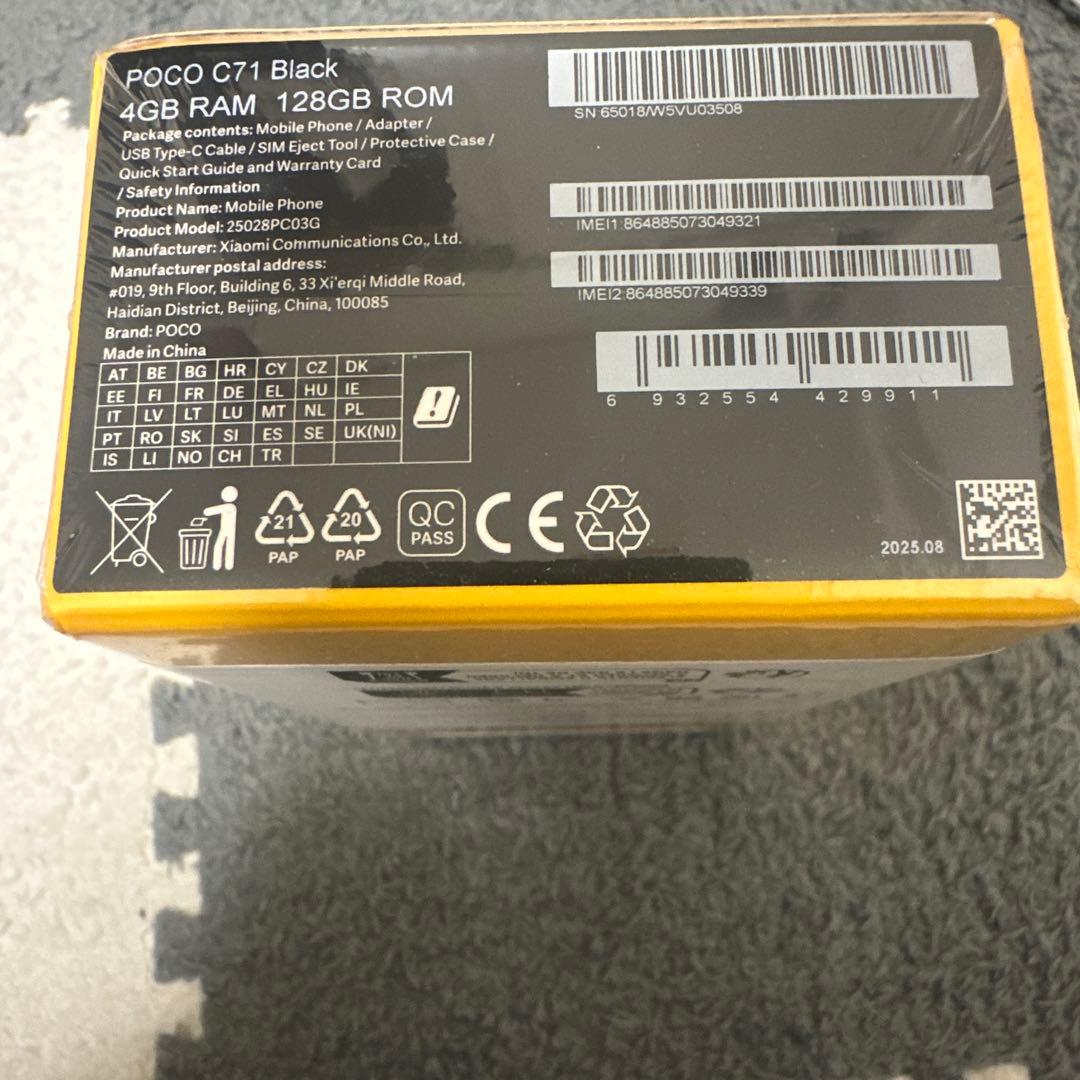 POCO C71 Black
4GB RAM 128GB ROM
Package contents: Mobile Phone / Adapter /
USB Type-C Cable / SIM Eject Tool / Protective Case /
Quick Start Guide and Warranty Card
/ Safety Information
Product Name: Mobile Phone
Product Model: 25028PC03G
Manufacturer: Xiaomi Communications Co., Ltd.
Manufacturer postal address:
#019, 9th Floor, Building 6, 33 Xi'erqi Middle Road,
Haidian District, Beijing, China, 100085
Brand: POCO
Made in China
AT BE BG HR CY CZ DK
EE FI FR DE EL HU IE
IT LV LT LU MT NL PL
PT RO SK SI ES SE UK(NI)
IS LI NO CH TR
SN 65018/W5VU03508
IMEI1:864885073049321
IMEI2:864885073049339
6 932554 429911
21
PAP
20
PAP
QC
PASS
CE
2025.08